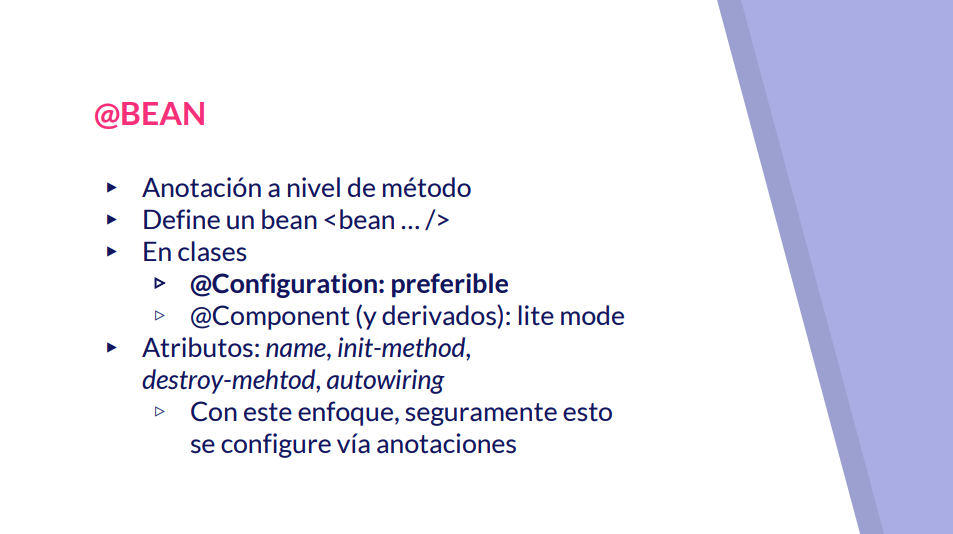 @BEAN
▸ Anotación a nivel de método
▸ Define un bean <bean … />
▸ En clases
▹ @Configuration: preferible
▹ @Component (y derivados): lite mode
▸ Atributos: name, init-method,
destroy-mehtod, autowiring
▹ Con este enfoque, seguramente esto
se configure vía anotaciones